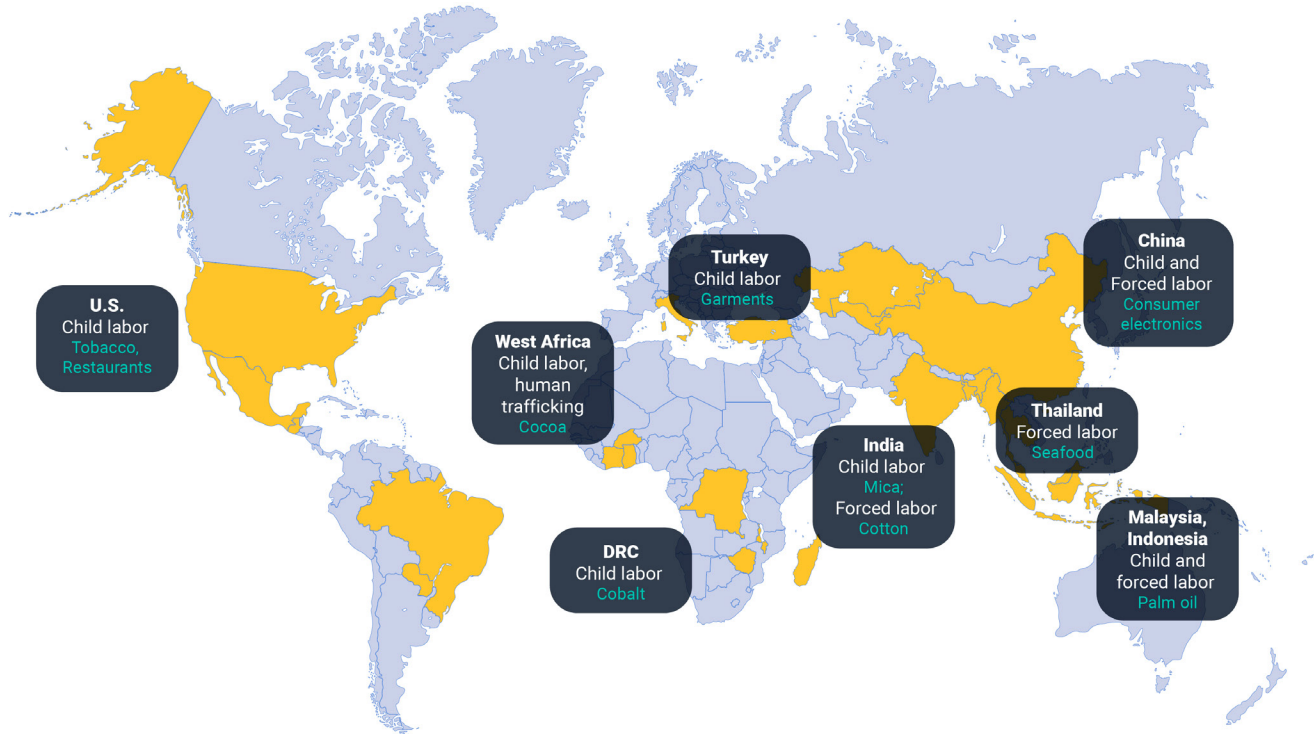 U.S.
Child labor
Tobacco,
Restaurants
West Africa
Child labor,
human
trafficking
Cocoa
Turkey
Child labor
Garments
China
Child and
Forced labor
Consumer
electronics
Thailand
Forced labor
Seafood
India
Child labor
Mica;
Forced labor
Cotton
DRC
Child labor
Cobalt
Malaysia,
Indonesia
Child and
forced labor
Palm oil